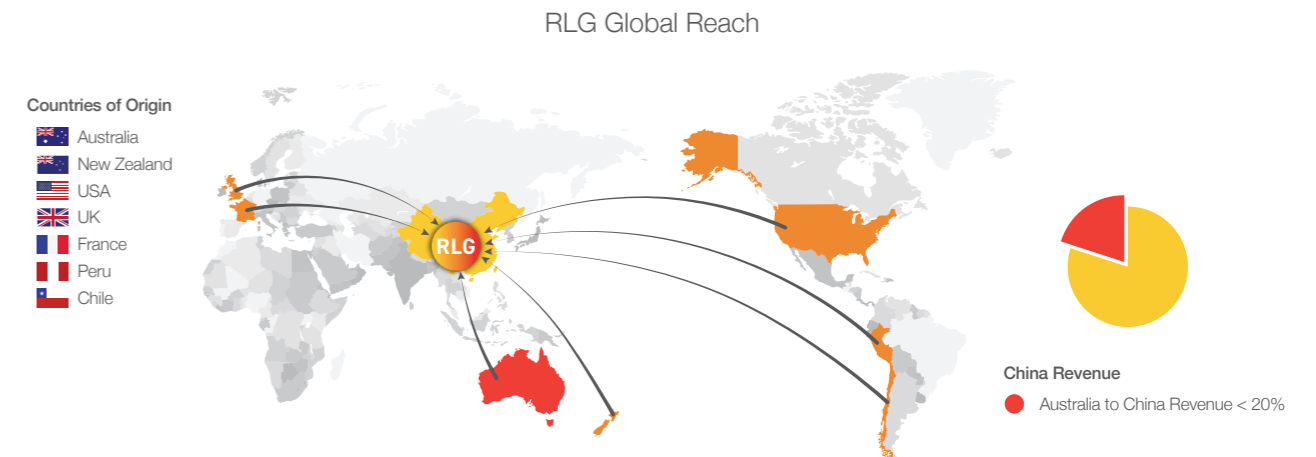 RLG Global Reach
Countries of Origin
Australia
New Zealand
USA
UK
France
Peru
Chile
RLG
China Revenue
Australia to China Revenue < 20%